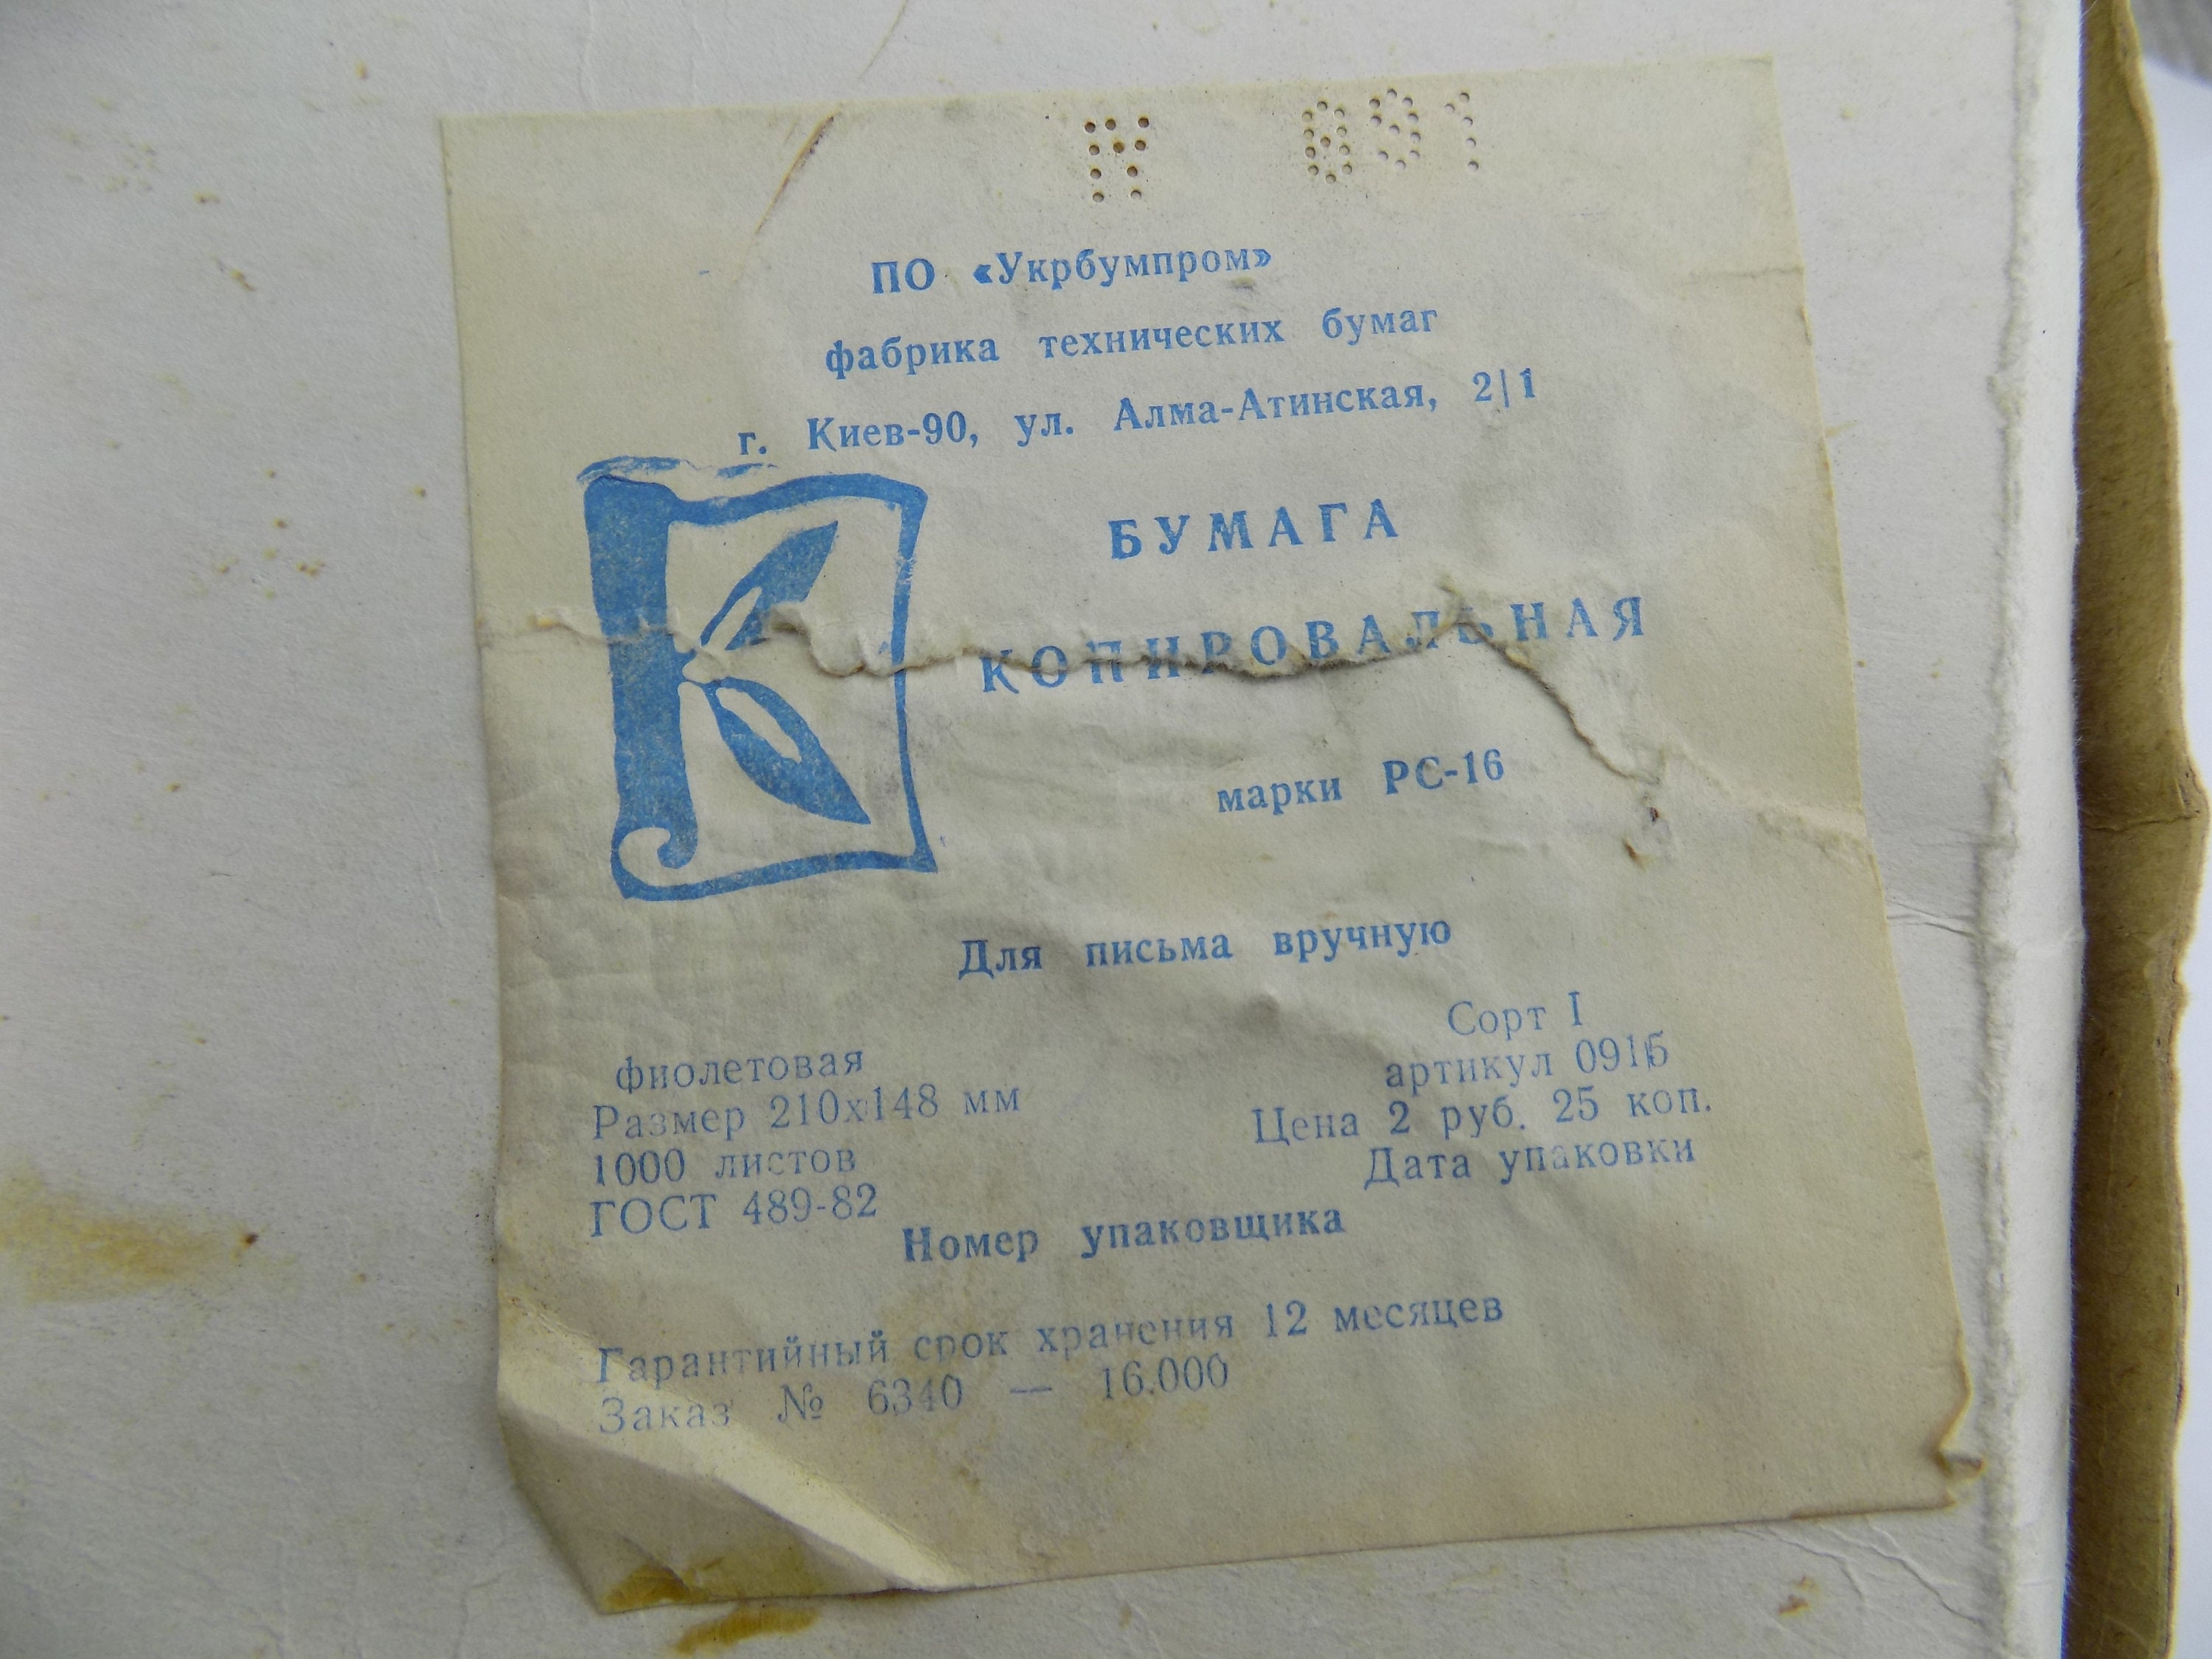 091
ПО «Укрбумпром»
фабрика технических бумаг
г. Киев-90, ул. Алма-Атинская, 2|1
БУМАГА
КОПИРОВАЛЬНАЯ
марки РС-16
Для письма вручную
Сорт I
фиолетовая
артикул 0915
Размер 210х148 мм
Цена 2 руб. 25 коп.
1000 листов
Дата упаковки
ГОСТ 489-82
Номер упаковщика
Гарантийный срок хранения 12 месяцев
Заказ № 6340 — 16.000